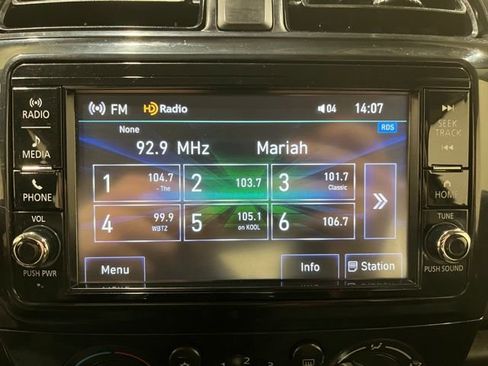 FM HD Radio 04 14:07
RADIO
None RDS
SEEK
TRACK
92.9 MHz Mariah
MEDIA
1 104.7 - The 2 103.7 3 101.7 Classic
PHONE HOME
4 99.9 WBTZ 5 105.1 on KOOL 6 106.7
VOL TUNE
Menu Info Station
PUSH PWR PUSH SOUND